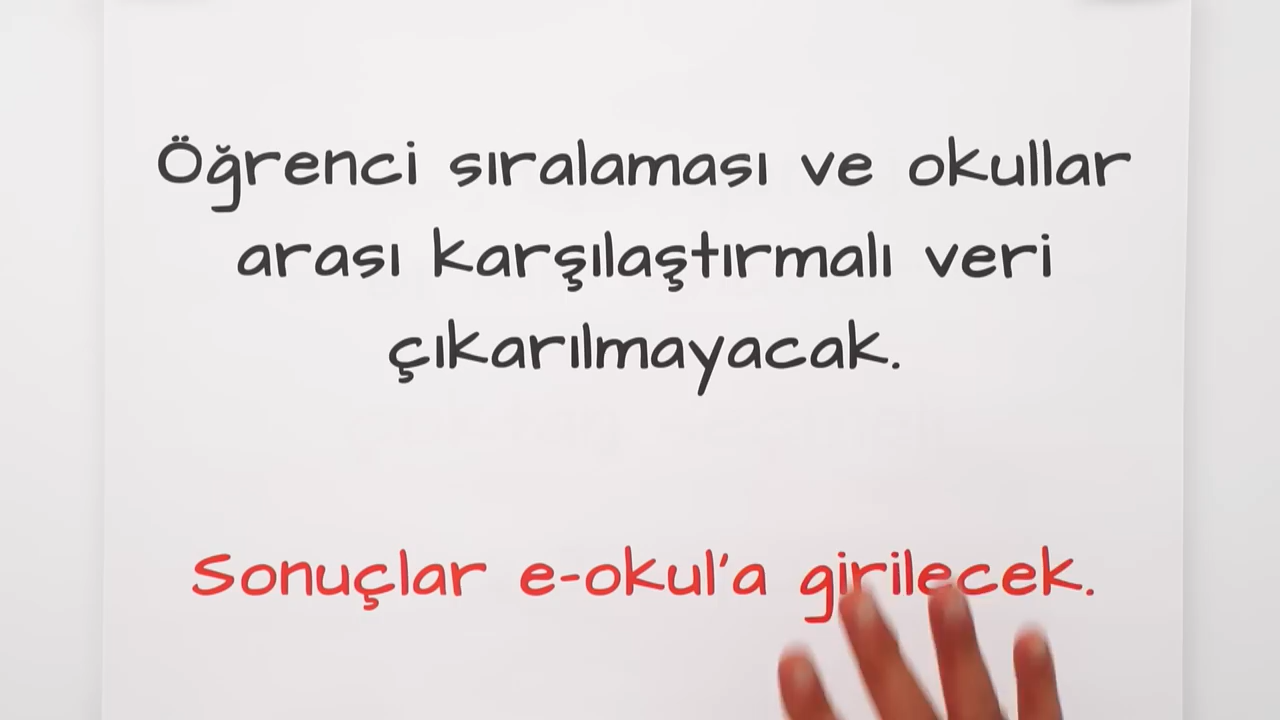 Öğrenci sıralaması ve okullar
arası karşılaştırmalı veri
çıkarılmayacak.
Sonuçlar e-okul'a girilecek.